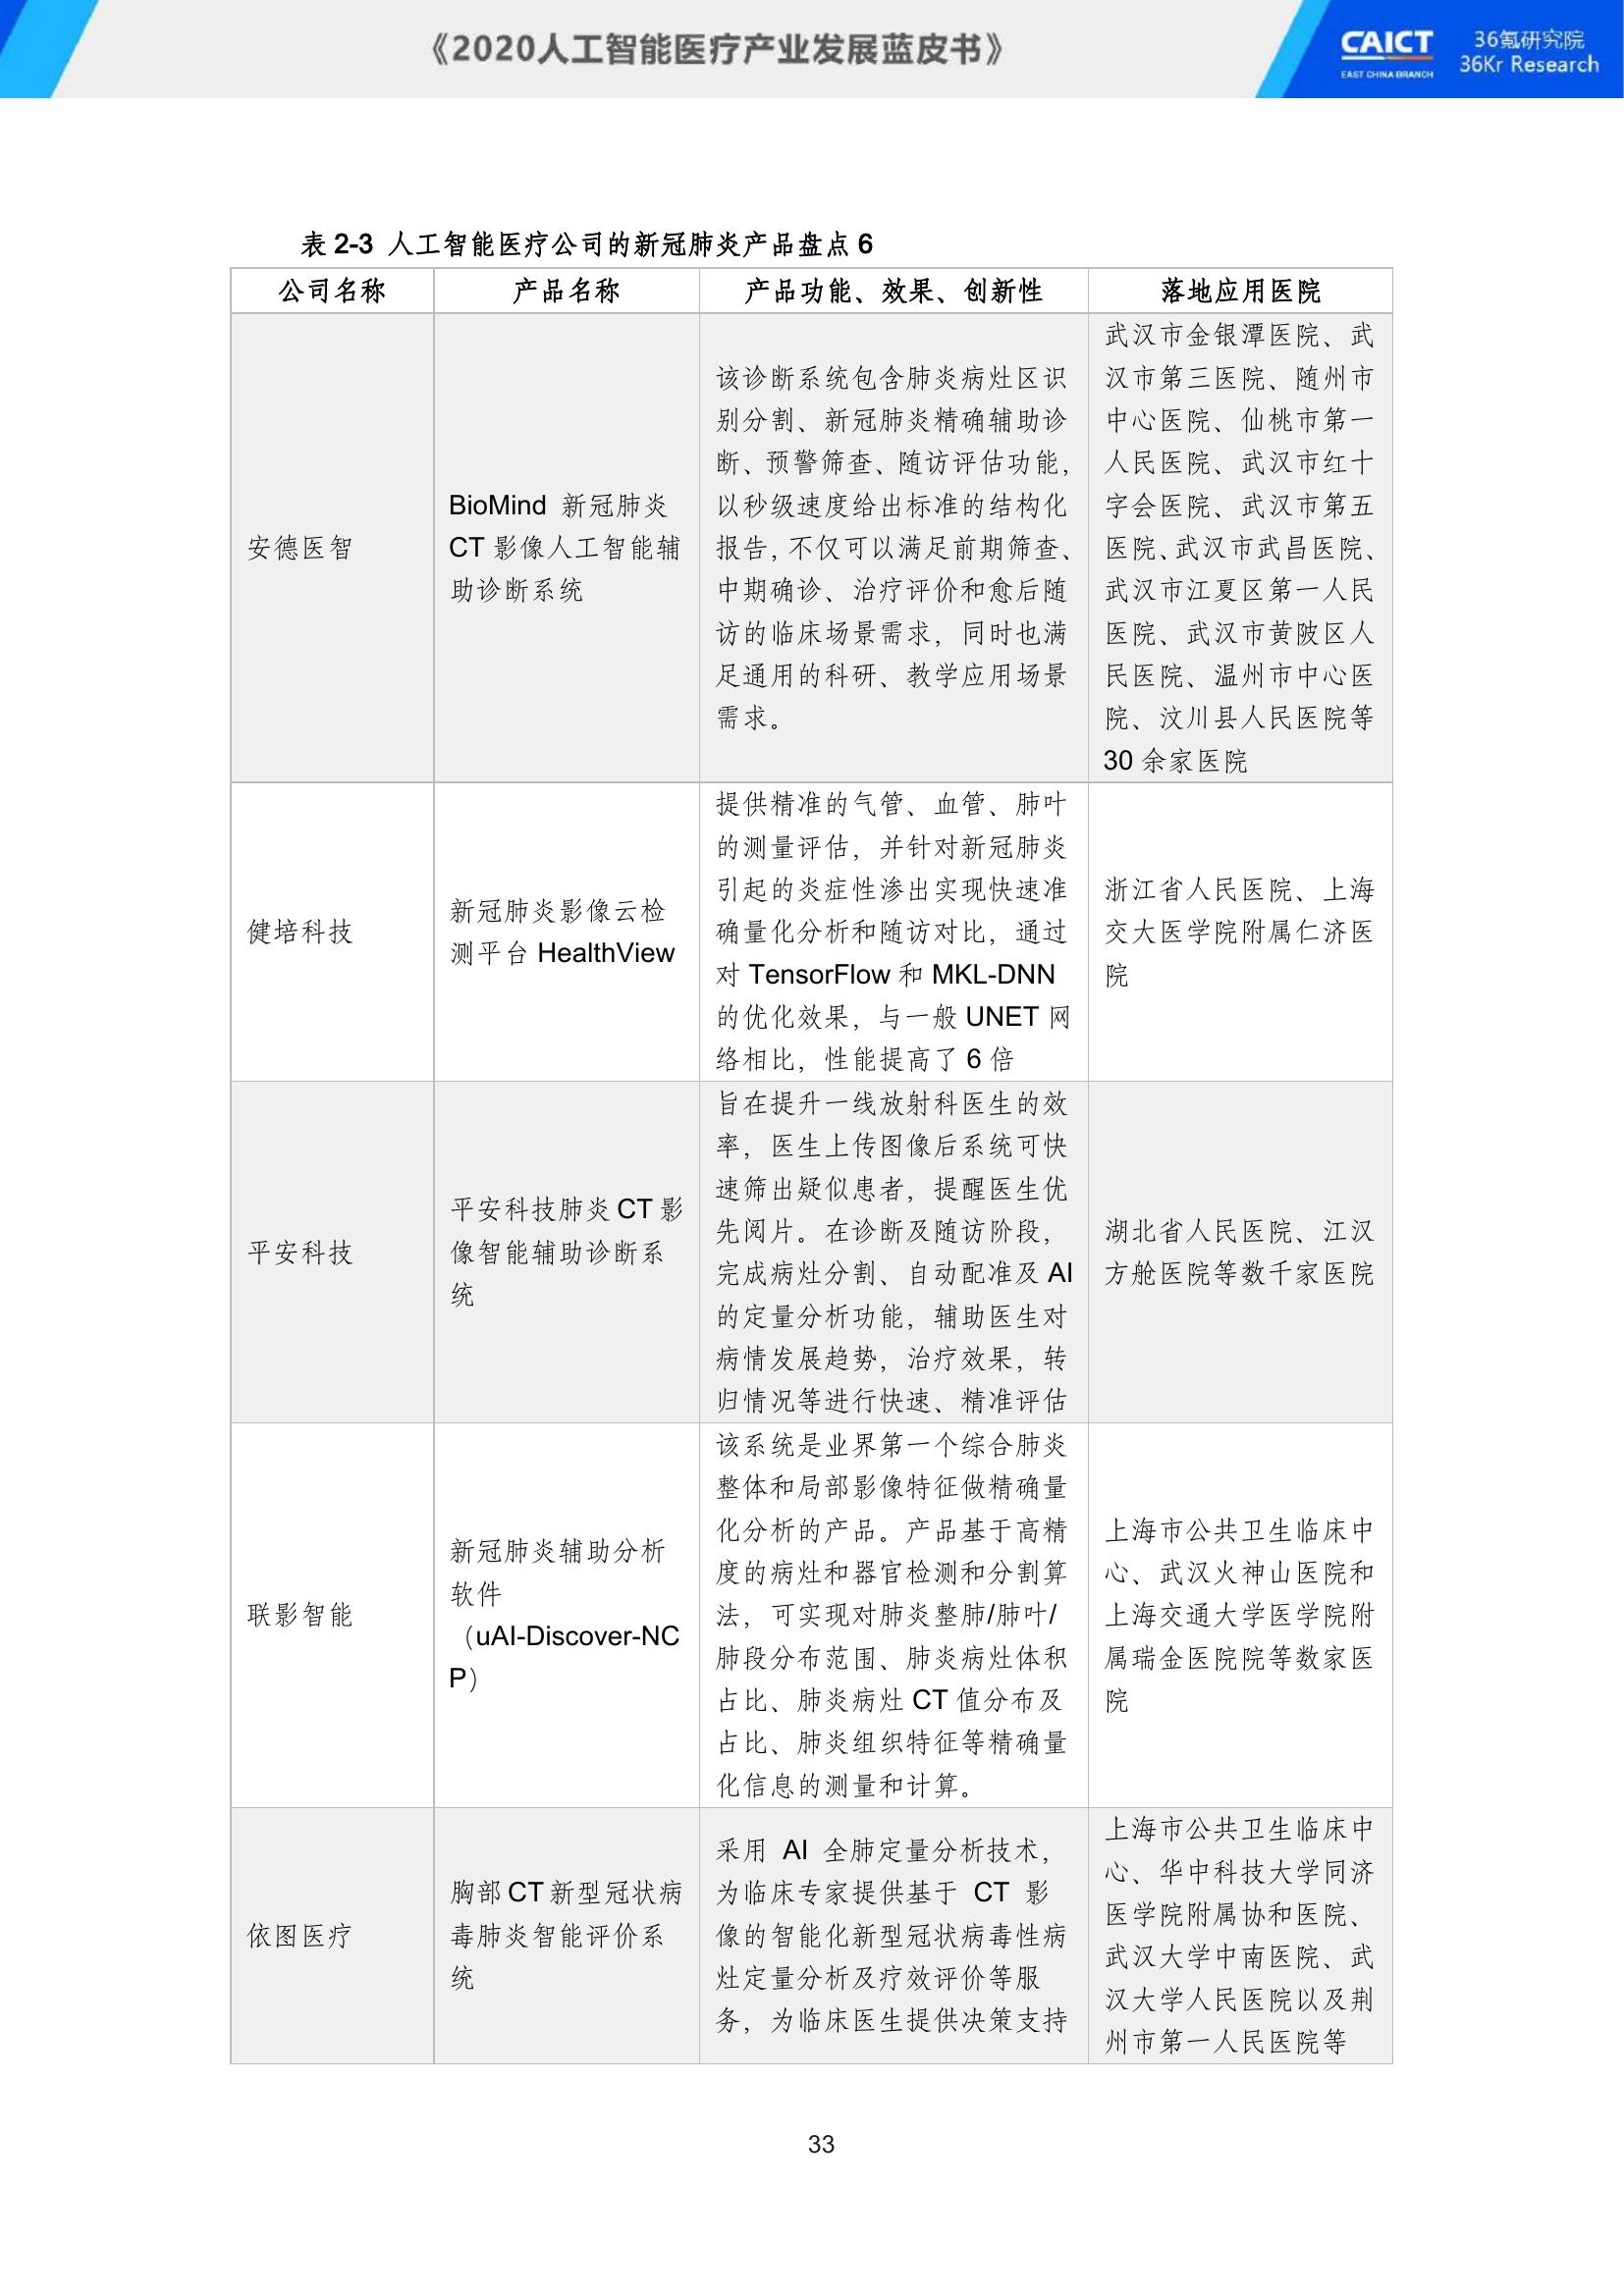 《2020人工智能医疗产业发展蓝皮书》
CAICT
EAST CHINA BRANCH
36氪研究院
36Kr Research
表 2-3 人工智能医疗公司的新冠肺炎产品盘点 6
公司名称
产品名称
产品功能、效果、创新性
落地应用医院
安德医智
BioMind 新冠肺炎
CT 影像人工智能辅
助诊断系统
该诊断系统包含肺炎病灶区识
别分割、新冠肺炎精确辅助诊
断、预警筛查、随访评估功能,
以秒级速度给出标准的结构化
报告,不仅可以满足前期筛查、
中期确诊、治疗评价和愈后随
访的临床场景需求，同时也满
足通用的科研、教学应用场景
需求。
武汉市金银潭医院、武
汉市第三医院、随州市
中心医院、仙桃市第一
人民医院、武汉市红十
字会医院、武汉市第五
医院、武汉市武昌医院、
武汉市江夏区第一人民
医院、武汉市黄陂区人
民医院、温州市中心医
院、汶川县人民医院等
30 余家医院
健培科技
新冠肺炎影像云检
测平台 HealthView
提供精准的气管、血管、肺叶
的测量评估，并针对新冠肺炎
引起的炎症性渗出实现快速准
确量化分析和随访对比，通过
对 TensorFlow 和 MKL-DNN
的优化效果，与一般 UNET 网
络相比，性能提高了 6 倍
浙江省人民医院、上海
交大医学院附属仁济医
院
平安科技
平安科技肺炎 CT 影
像智能辅助诊断系
统
旨在提升一线放射科医生的效
率，医生上传图像后系统可快
速筛出疑似患者，提醒医生优
先阅片。在诊断及随访阶段，
完成病灶分割、自动配准及 AI
的定量分析功能，辅助医生对
病情发展趋势，治疗效果，转
归情况等进行快速、精准评估
湖北省人民医院、江汉
方舱医院等数千家医院
联影智能
新冠肺炎辅助分析
软件
（uAI-Discover-NC
P）
该系统是业界第一个综合肺炎
整体和局部影像特征做精确量
化分析的产品。产品基于高精
度的病灶和器官检测和分割算
法，可实现对肺炎整肺/肺叶/
肺段分布范围、肺炎病灶体积
占比、肺炎病灶 CT 值分布及
占比、肺炎组织特征等精确量
化信息的测量和计算。
上海市公共卫生临床中
心、武汉火神山医院和
上海交通大学医学院附
属瑞金医院院等数家医
院
依图医疗
胸部 CT 新型冠状病
毒肺炎智能评价系
统
采用 AI 全肺定量分析技术，
为临床专家提供基于 CT 影
像的智能化新型冠状病毒性病
灶定量分析及疗效评价等服
务，为临床医生提供决策支持
上海市公共卫生临床中
心、华中科技大学同济
医学院附属协和医院、
武汉大学中南医院、武
汉大学人民医院以及荆
州市第一人民医院等
33